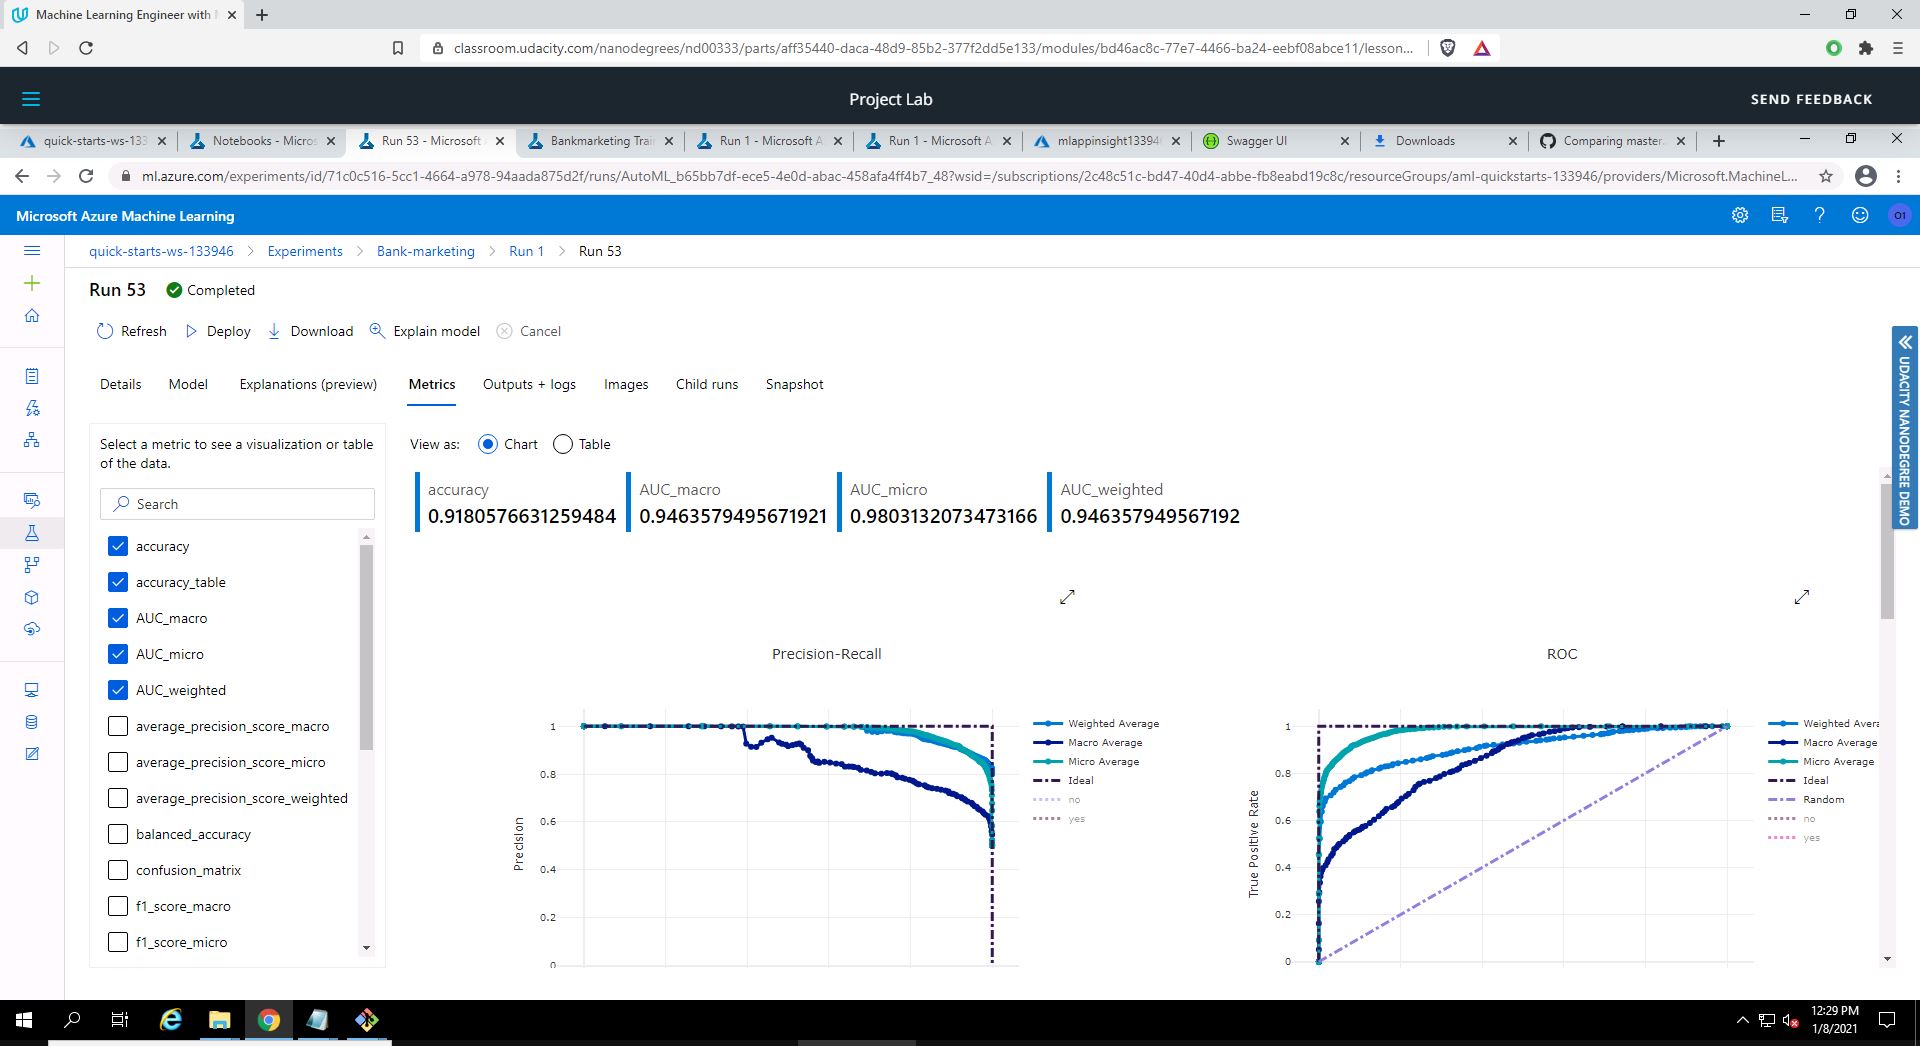 Machine Learning Engineer with
classroom.udacity.com/nanodegrees/nd00333/parts/aff35440-daca-48d9-85b2-377f2dd5e133/modules/bd46ac8c-77e7-4466-ba24-eebf08abce11/lesson...
Project Lab
SEND FEEDBACK
quick-starts-ws-133
Notebooks - Micros
Run 53 - Microsoft
Bankmarketing Trai
Run 1 - Microsoft A
Run 1 - Microsoft A
mlappinsight13394
Swagger UI
Downloads
Comparing master.
ml.azure.com/experiments/id/71c0c516-5cc1-4664-a978-94aada875d2f/runs/AutoML_b65bb7df-ece5-4e0d-abac-458afa4ff4b7_48?wsid=/subscriptions/2c48c51c-bd47-40d4-abbe-fb8eabd19c8c/resourceGroups/aml-quickstarts-133946/providers/Microsoft.MachineL...
Microsoft Azure Machine Learning
01
quick-starts-ws-133946 > Experiments > Bank-marketing > Run 1 > Run 53
Run 53 Completed
Refresh Deploy Download Explain model Cancel
Details Model Explanations (preview) Metrics Outputs + logs Images Child runs Snapshot
UDACITY NANODEGREE DEMO
Select a metric to see a visualization or table
of the data.
Search
accuracy
accuracy_table
AUC_macro
AUC_micro
AUC_weighted
average_precision_score_macro
average_precision_score_micro
average_precision_score_weighted
balanced_accuracy
confusion_matrix
f1_score_macro
f1_score_micro
View as: Chart Table
accuracy
0.9180576631259484
AUC_macro
0.9463579495671921
AUC_micro
0.9803132073473166
AUC_weighted
0.946357949567192
Precision-Recall
Precision
1
0.8
0.6
0.4
0.2
0
Weighted Average
Macro Average
Micro Average
Ideal
no
yes
ROC
True Positive Rate
1
0.8
0.6
0.4
0.2
0
Weighted Avera
Macro Average
Micro Average
Ideal
Random
no
yes
12:29 PM
1/8/2021